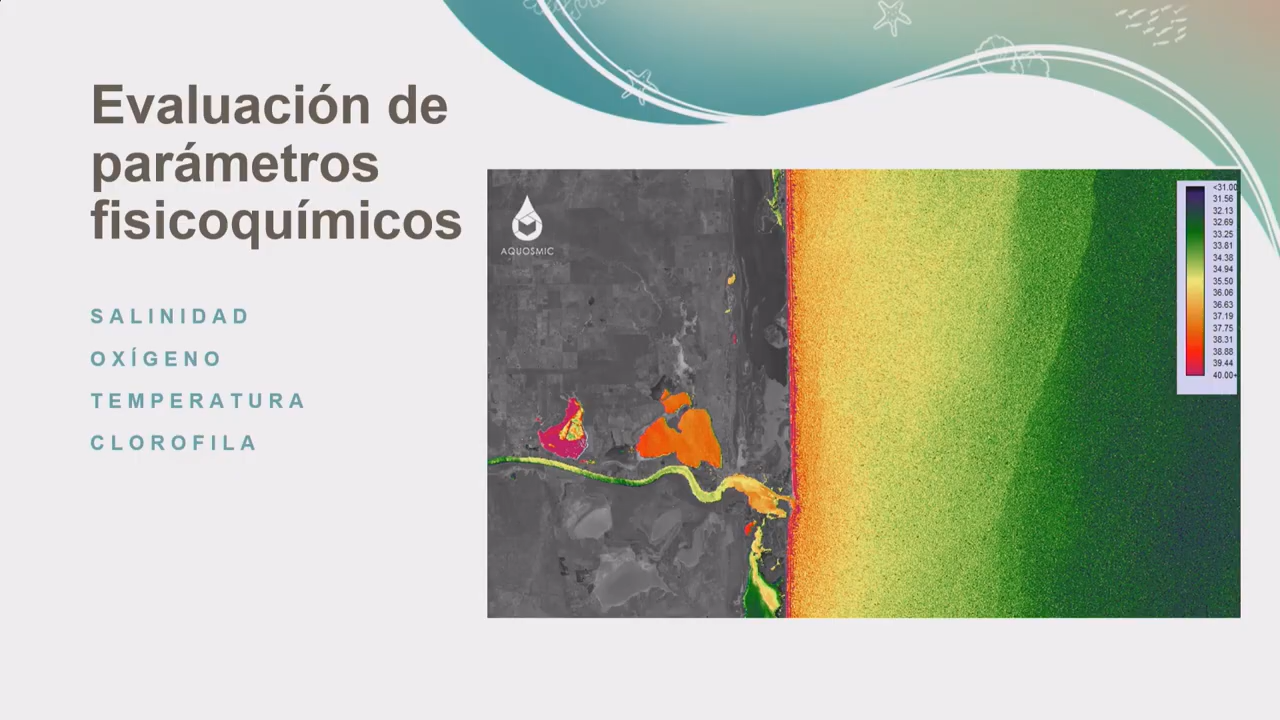 Evaluación de
parámetros
fisicoquímicos
SALINIDAD
OXÍGENO
TEMPERATURA
CLOROFILA
AQUOSMIC
<31.00
31.56
32.13
32.69
33.25
33.81
34.38
34.94
35.50
36.06
36.63
37.19
37.75
38.31
38.88
39.44
40.00+